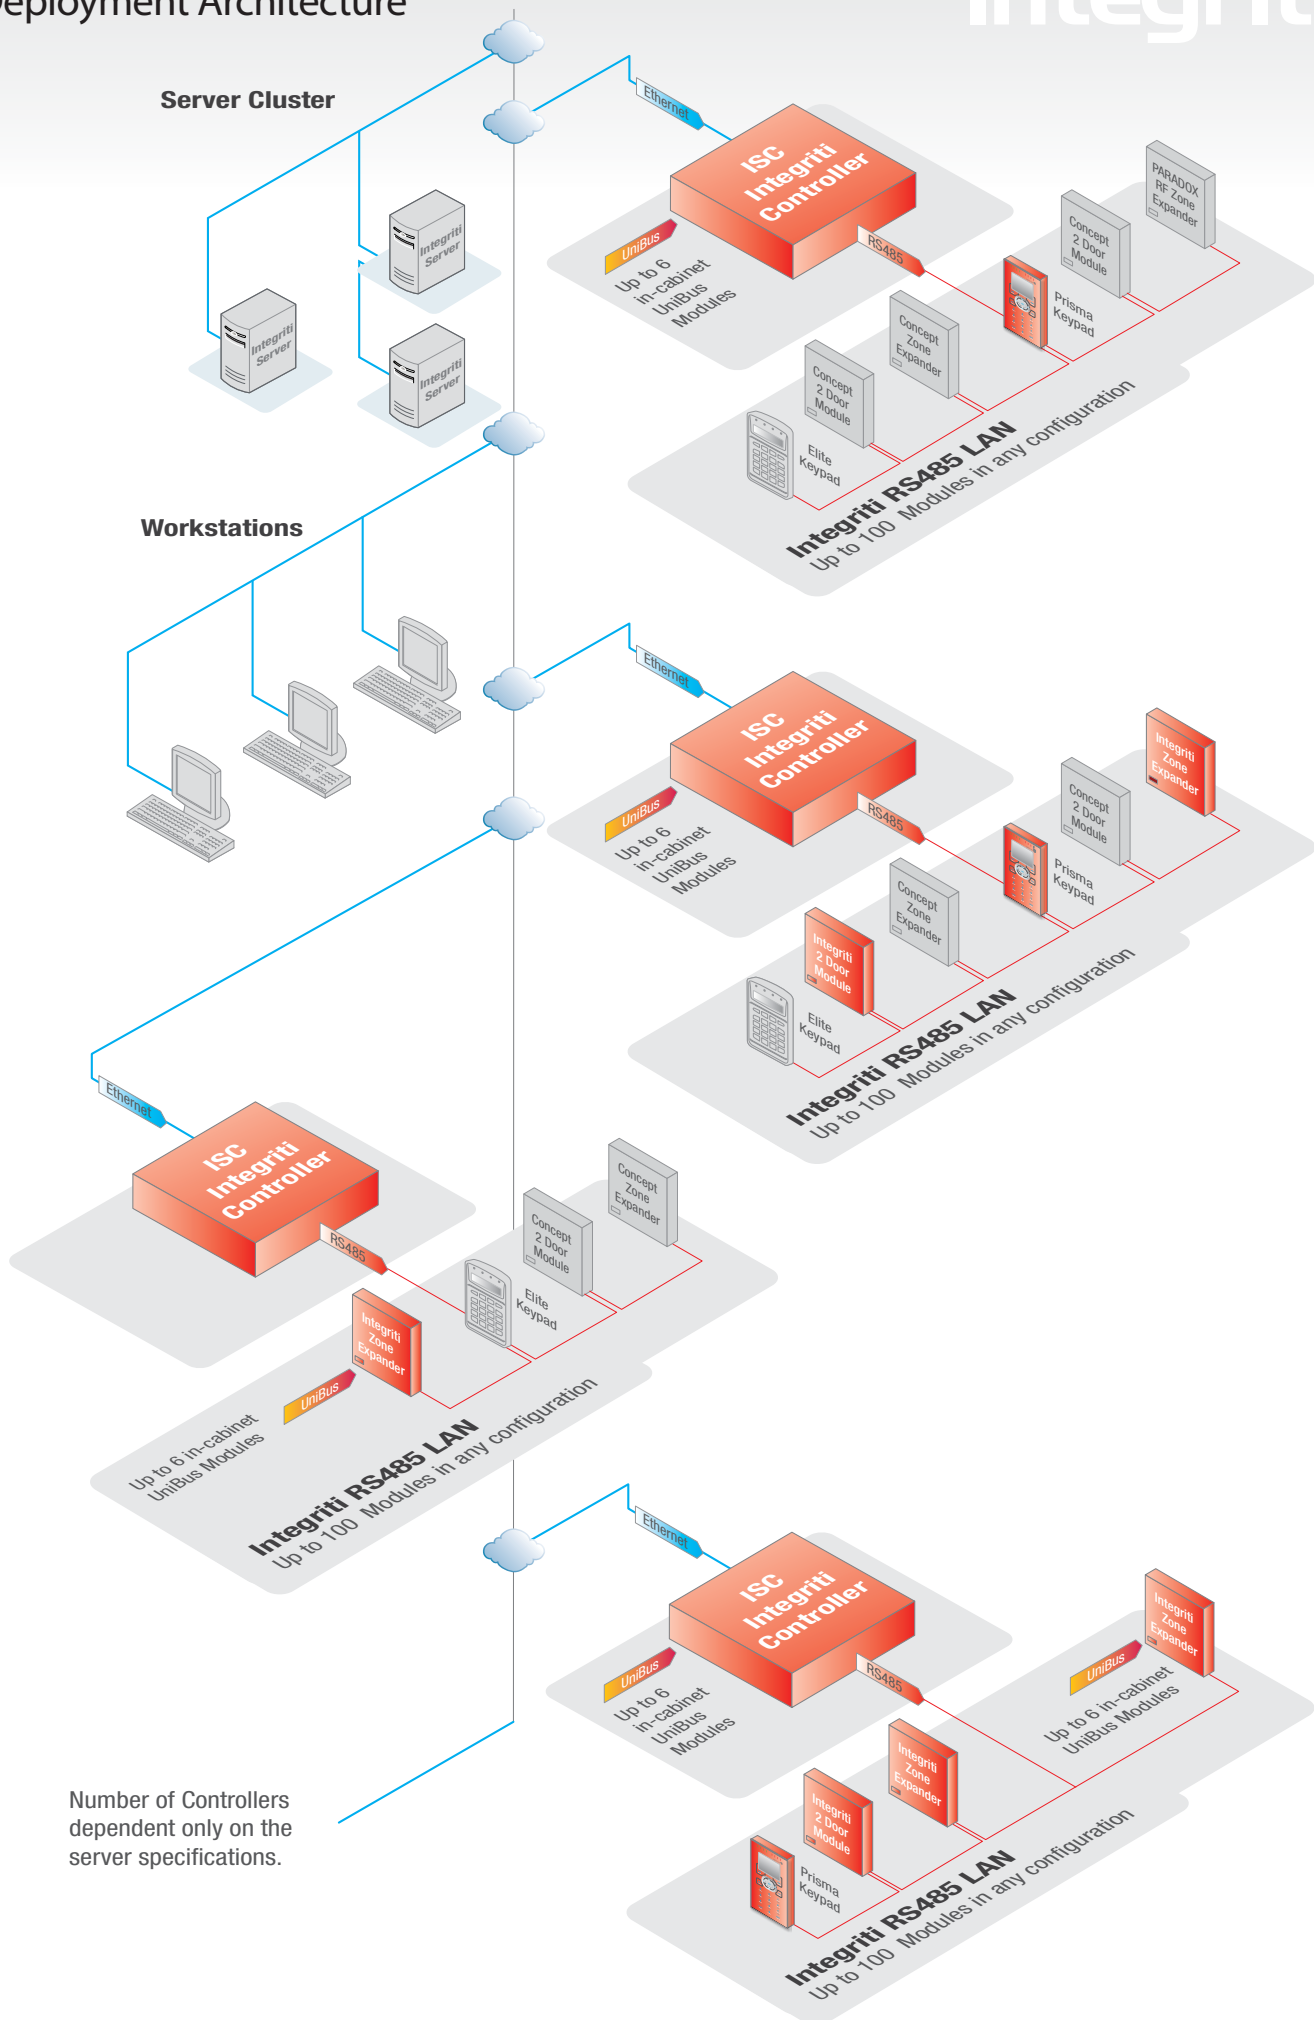 Deployment Architecture
Integriti
Server Cluster
Integriti
Server
Integriti
Server
Integriti
Server
Ethernet
ISC
Integriti
Controller
UniBus
Up to 6
in-cabinet
UniBus
Modules
RS485
PARADOX
RF Zone
Expander
Concept
2 Door
Module
Prisma
Keypad
Concept
Zone
Expander
Concept
2 Door
Module
Elite
Keypad
Integriti RS485 LAN
Up to 100 Modules in any configuration
Workstations
Ethernet
ISC
Integriti
Controller
UniBus
Up to 6
in-cabinet
UniBus
Modules
RS485
Integriti
Zone
Expander
Concept
2 Door
Module
Prisma
Keypad
Concept
Zone
Expander
Integriti
2 Door
Module
Elite
Keypad
Integriti RS485 LAN
Up to 100 Modules in any configuration
Ethernet
ISC
Integriti
Controller
RS485
Concept
Zone
Expander
Concept
2 Door
Module
Elite
Keypad
Integriti
Zone
Expander
UniBus
Up to 6 in-cabinet
UniBus Modules
Integriti RS485 LAN
Up to 100 Modules in any configuration
Ethernet
ISC
Integriti
Controller
UniBus
Up to 6
in-cabinet
UniBus
Modules
RS485
Integriti
Zone
Expander
UniBus
Up to 6 in-cabinet
UniBus Modules
Integriti
Zone
Expander
Integriti
2 Door
Module
Prisma
Keypad
Integriti RS485 LAN
Up to 100 Modules in any configuration
Number of Controllers
dependent only on the
server specifications.